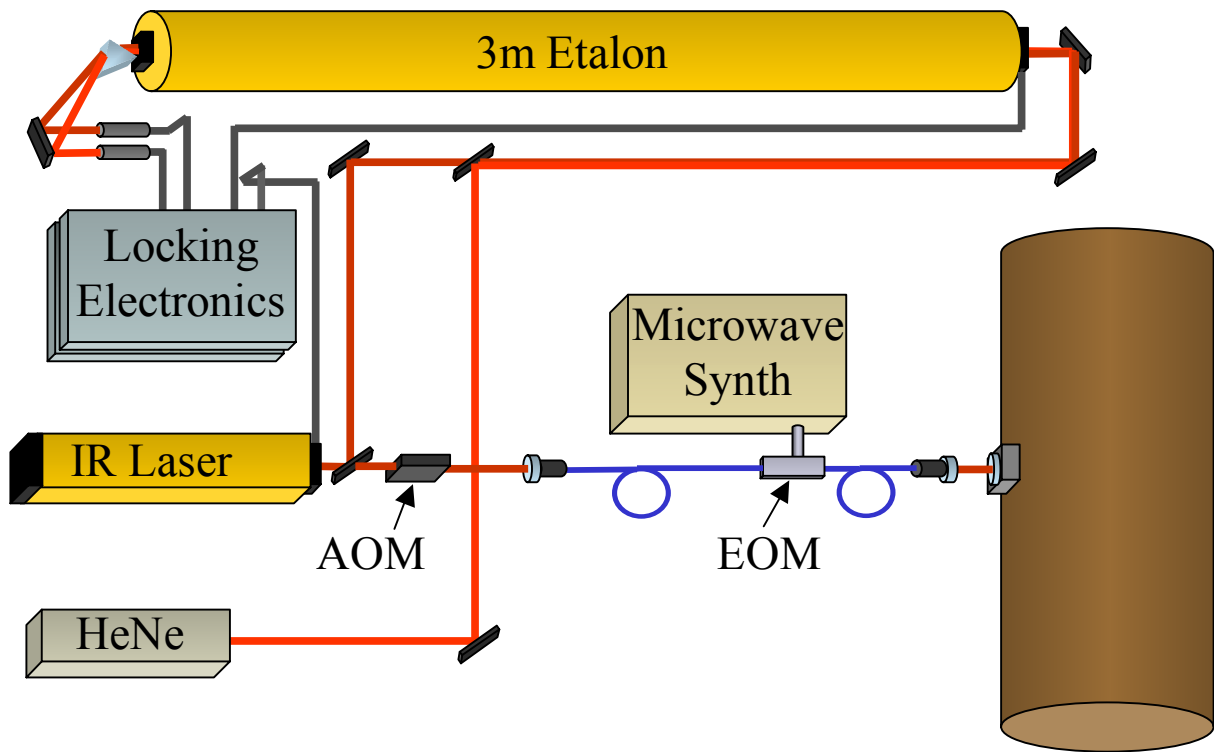 3m Etalon
Locking
Electronics
Microwave
Synth
IR Laser
AOM
EOM
HeNe